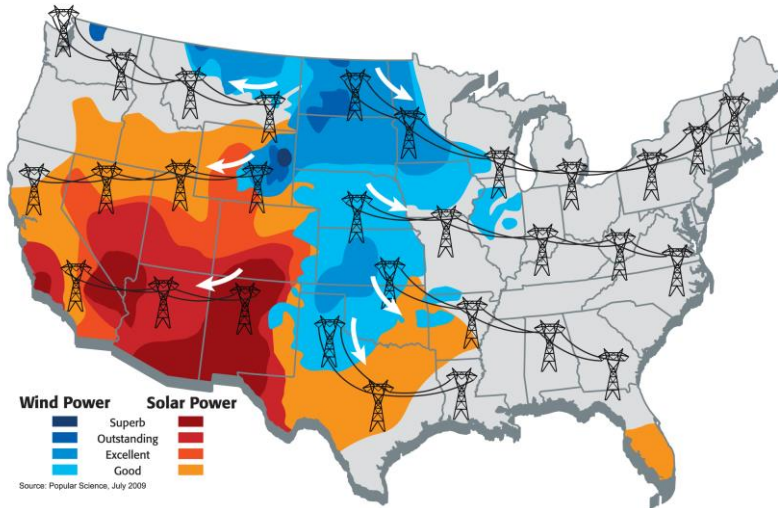 Wind Power Solar Power
Superb
Outstanding
Excellent
Good
Source: Popular Science, July 2009